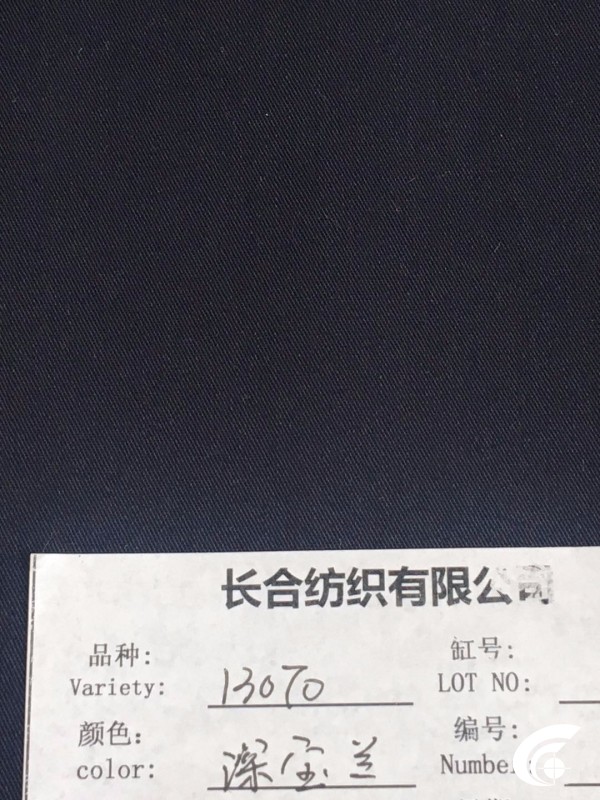 长合纺织有限公司
品种: 缸号:
Variety: 13070 LOT NO:
颜色: 编号:
color: 深宝兰 Number: